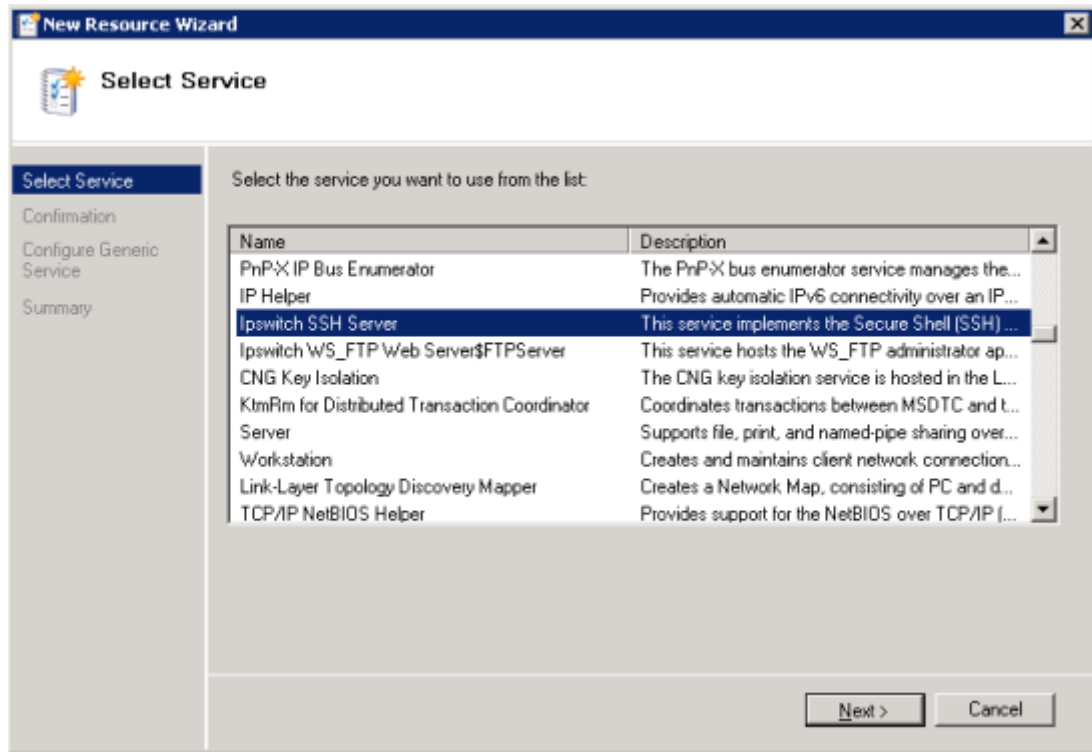 New Resource Wizard
Select Service
Select Service
Confirmation
Configure Generic
Service
Summary
Select the service you want to use from the list:
Name Description
PnP-X IP Bus Enumerator The PnP-X bus enumerator service manages the...
IP Helper Provides automatic IPv6 connectivity over an IP...
Ipswitch SSH Server This service implements the Secure Shell (SSH) ...
Ipswitch WS_FTP Web Server$FTPServer This service hosts the WS_FTP administrator ap...
CNG Key Isolation The CNG key isolation service is hosted in the L...
KtmRm for Distributed Transaction Coordinator Coordinates transactions between MSDTC and t...
Server Supports file, print, and named-pipe sharing over...
Workstation Creates and maintains client network connection...
Link-Layer Topology Discovery Mapper Creates a Network Map, consisting of PC and d...
TCP/IP NetBIOS Helper Provides support for the NetBIOS over TCP/IP (...
Next > Cancel